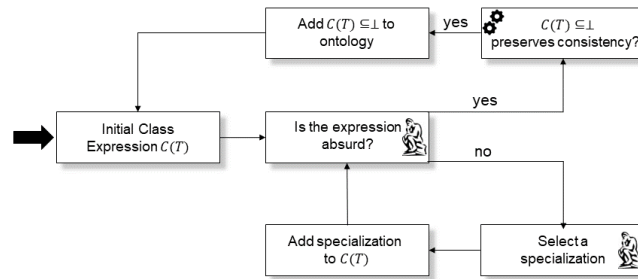 Add C(T) ⊆⊥ to
ontology
yes
C(T) ⊆⊥
preserves consistency?
yes
Initial Class
Expression C(T)
Is the expression
absurd?
no
Add specialization
to C(T)
Select a
specialization